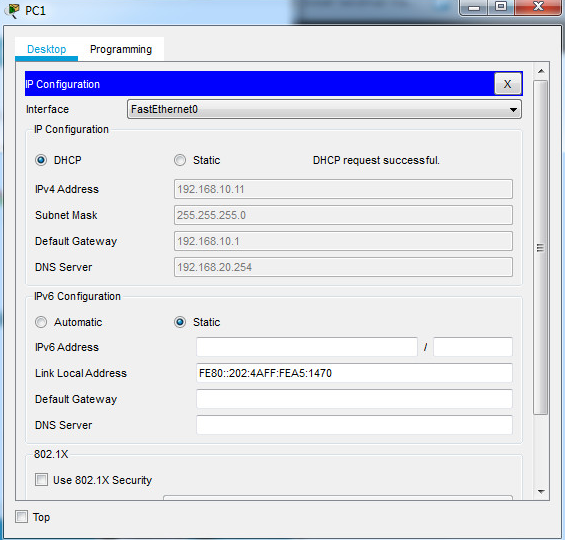 PC1
Desktop Programming
IP Configuration X
Interface FastEthernet0
IP Configuration
DHCP Static DHCP request successful.
IPv4 Address 192.168.10.11
Subnet Mask 255.255.255.0
Default Gateway 192.168.10.1
DNS Server 192.168.20.254
IPv6 Configuration
Automatic Static
IPv6 Address /
Link Local Address FE80::202:4AFF:FEA5:1470
Default Gateway
DNS Server
802.1X
Use 802.1X Security
Top